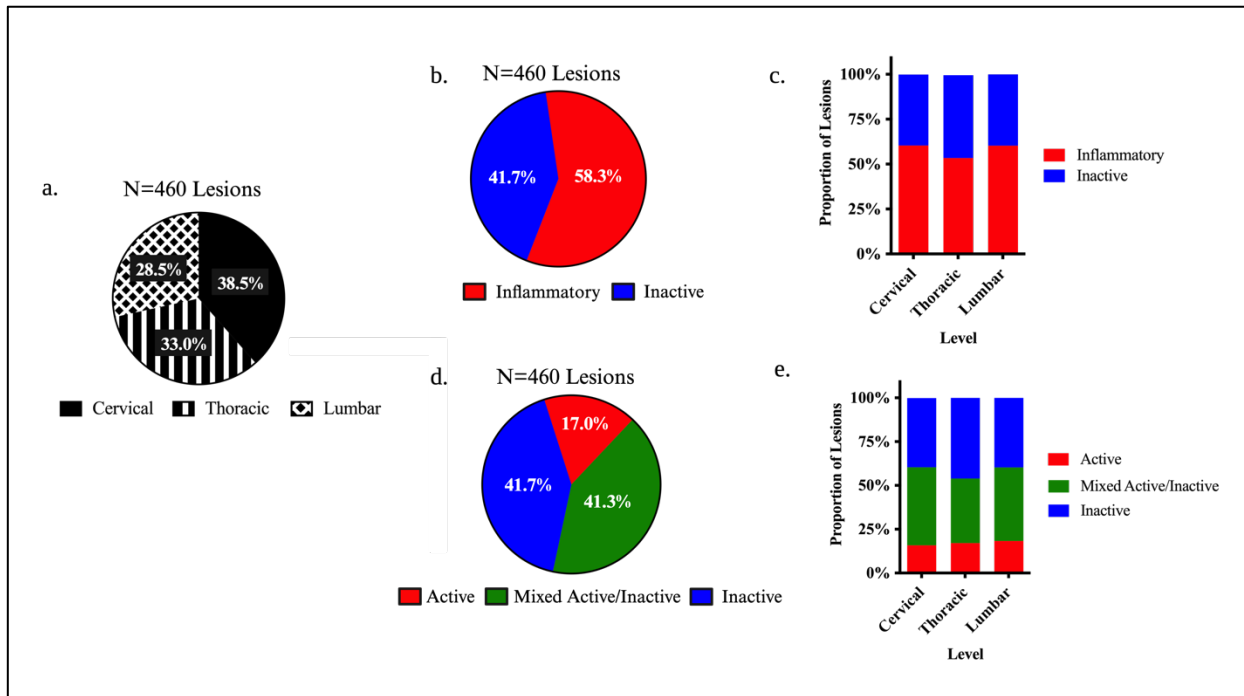 a.
N=460 Lesions
38.5%
28.5%
33.0%
Cervical Thoracic Lumbar
b.
N=460 Lesions
41.7%
58.3%
Inflammatory Inactive
c.
Proportion of Lesions
100%
75%
50%
25%
0%
Cervical
Thoracic
Lumbar
Level
Inflammatory
Inactive
d.
N=460 Lesions
17.0%
41.7%
41.3%
Active Mixed Active/Inactive Inactive
e.
Proportion of Lesions
100%
75%
50%
25%
0%
Cervical
Thoracic
Lumbar
Level
Active
Mixed Active/Inactive
Inactive